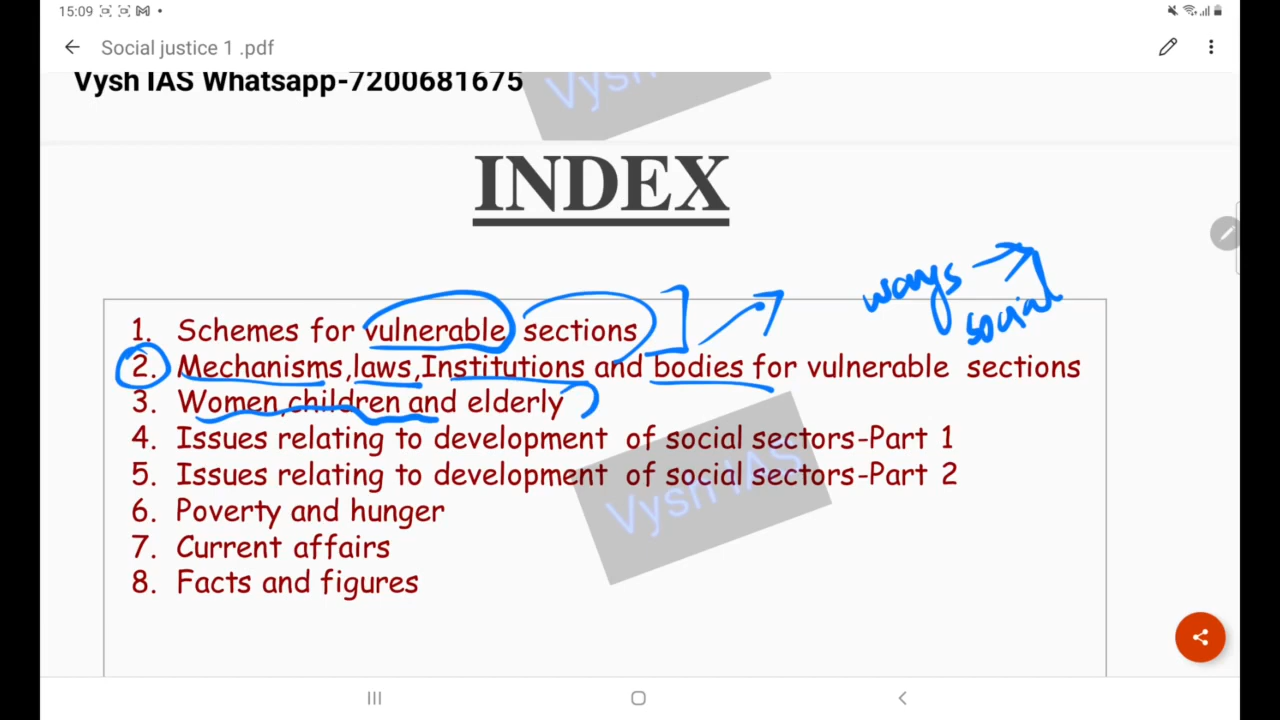 15:09
Social justice 1 .pdf
Vysh IAS Whatsapp-7200681675
Vysh
INDEX
ways
social
1. Schemes for vulnerable sections
2. Mechanisms,laws,Institutions and bodies for vulnerable sections
3. Women,children and elderly
4. Issues relating to development of social sectors-Part 1
5. Issues relating to development of social sectors-Part 2
6. Poverty and hunger
7. Current affairs
8. Facts and figures
Vysh IAS